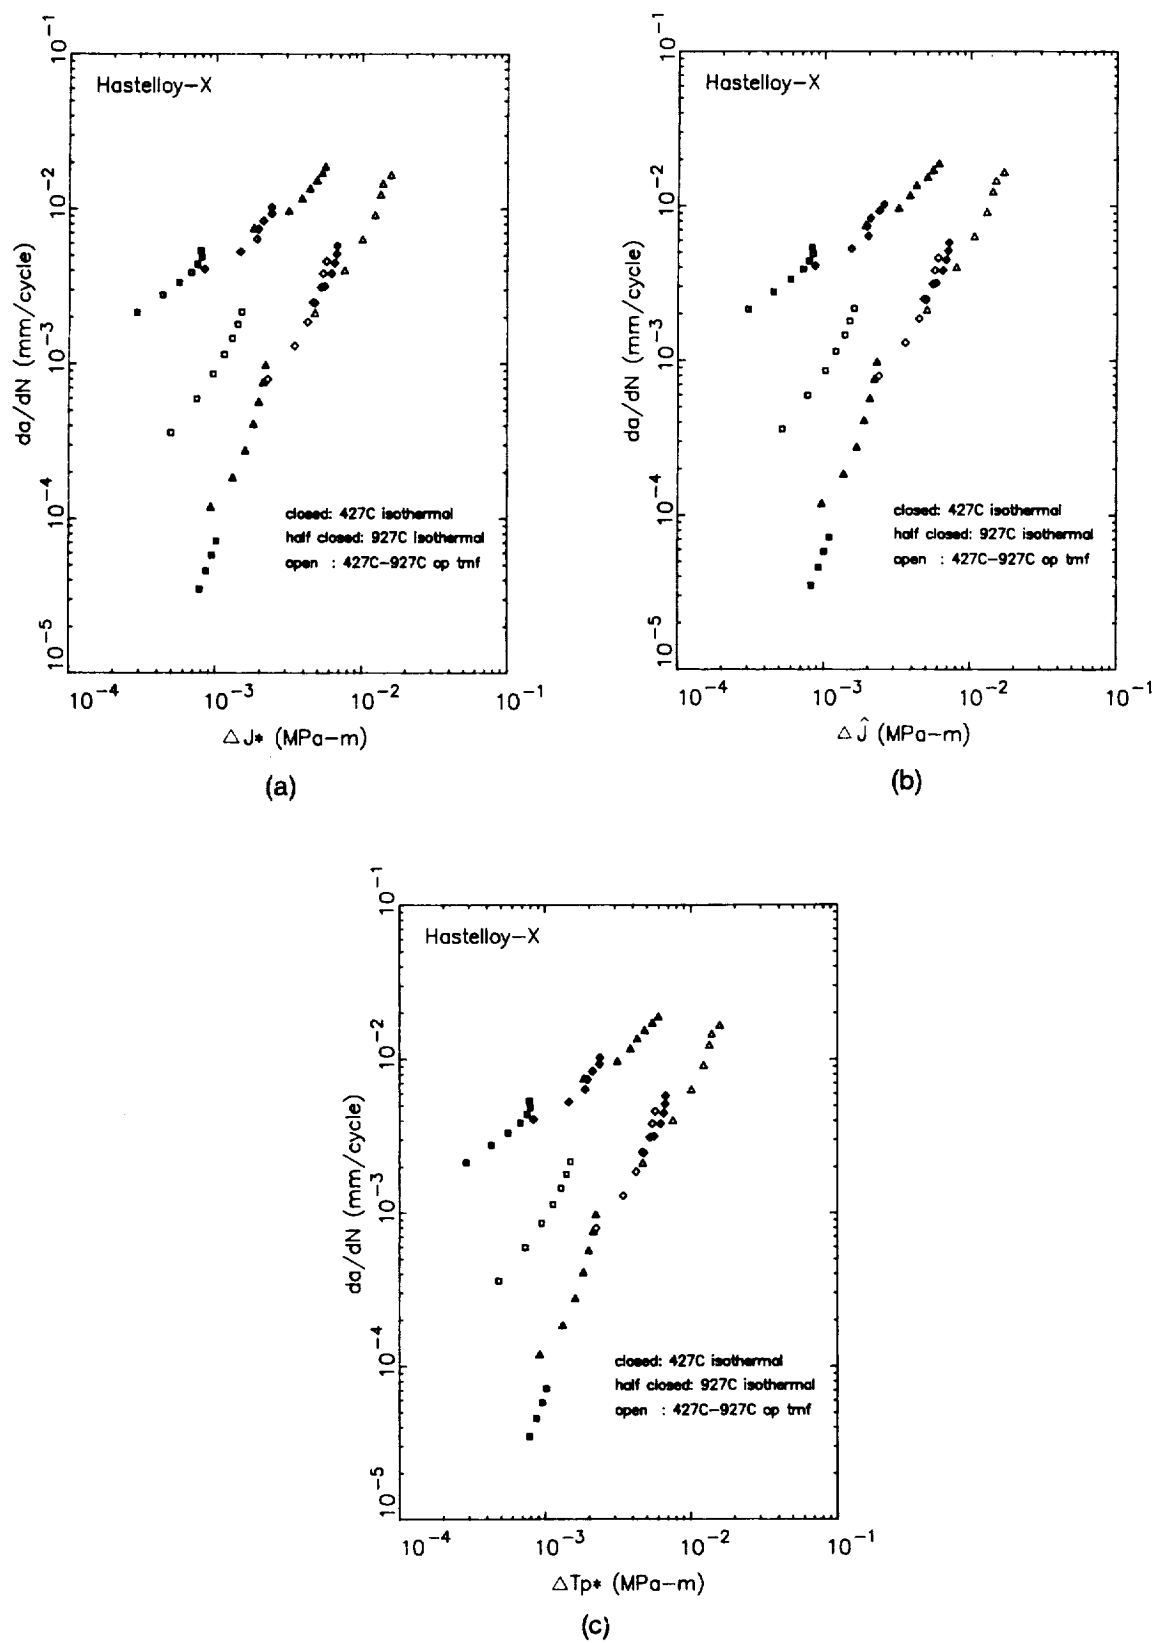 10⁻¹
Hastelloy-X
10⁻²
da/dN (mm/cycle)
10⁻³
10⁻⁴
closed: 427C isothermal
half closed: 927C isothermal
open : 427C-927C op tmf
10⁻⁵
10⁻⁴ 10⁻³ 10⁻² 10⁻¹
△J* (MPa-m)
(a)
10⁻¹
Hastelloy-X
10⁻²
da/dN (mm/cycle)
10⁻³
10⁻⁴
closed: 427C isothermal
half closed: 927C isothermal
open : 427C-927C op tmf
10⁻⁵
10⁻⁴ 10⁻³ 10⁻² 10⁻¹
△Ĵ (MPa-m)
(b)
10⁻¹
Hastelloy-X
10⁻²
da/dN (mm/cycle)
10⁻³
10⁻⁴
closed: 427C isothermal
half closed: 927C isothermal
open : 427C-927C op tmf
10⁻⁵
10⁻⁴ 10⁻³ 10⁻² 10⁻¹
△Tp* (MPa-m)
(c)